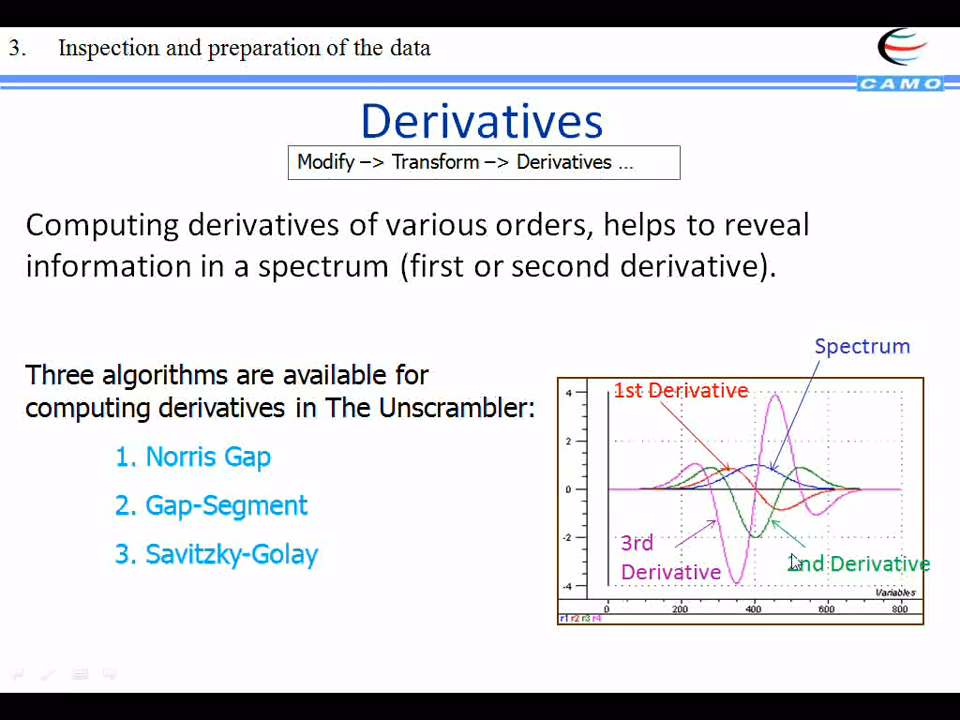 3. Inspection and preparation of the data
CAMO
Derivatives
Modify –> Transform –> Derivatives ...
Computing derivatives of various orders, helps to reveal
information in a spectrum (first or second derivative).
Three algorithms are available for
computing derivatives in The Unscrambler:
1. Norris Gap
2. Gap-Segment
3. Savitzky-Golay
Spectrum
1st Derivative
3rd
Derivative
2nd Derivative
4
2
0
-2
-4
Variables
0 200 400 600 800
r1 r2 r3 r4